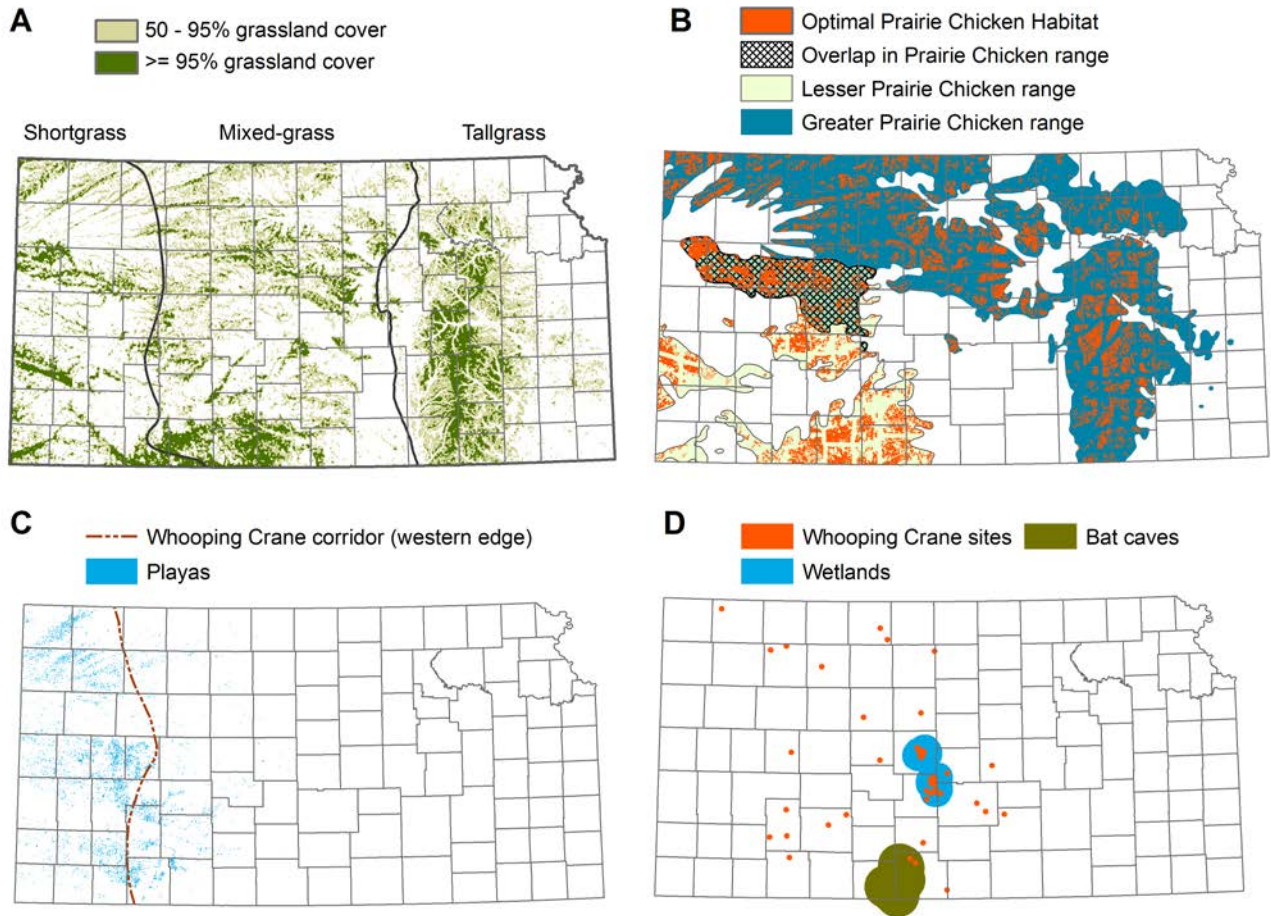 A
50 - 95% grassland cover
>= 95% grassland cover
Shortgrass
Mixed-grass
Tallgrass
B
Optimal Prairie Chicken Habitat
Overlap in Prairie Chicken range
Lesser Prairie Chicken range
Greater Prairie Chicken range
C
Whooping Crane corridor (western edge)
Playas
D
Whooping Crane sites
Bat caves
Wetlands